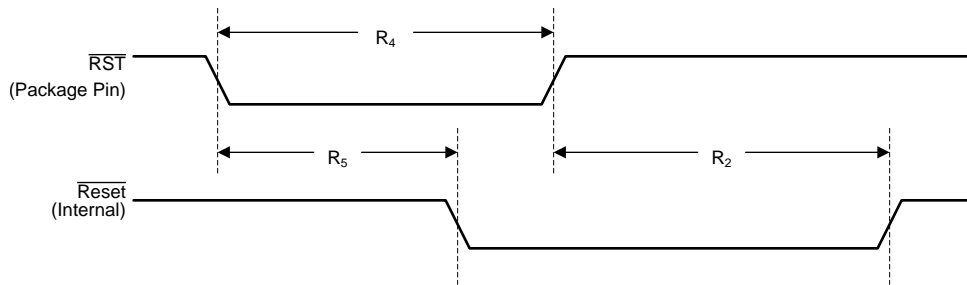 R4
RST
(Package Pin)
R5
R2
Reset
(Internal)